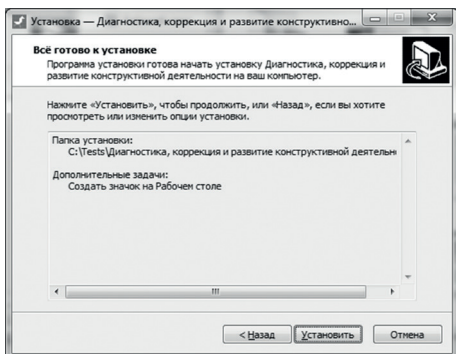 Установка — Диагностика, коррекция и развитие конструктивно...
Всё готово к установке
Программа установки готова начать установку Диагностика, коррекция и
развитие конструктивной деятельности на ваш компьютер.
Нажмите «Установить», чтобы продолжить, или «Назад», если вы хотите
просмотреть или изменить опции установки.
Папка установки:
C:\Tests\Диагностика, коррекция и развитие конструктивной деятельн
Дополнительные задачи:
Создать значок на Рабочем столе
< Назад Установить Отмена